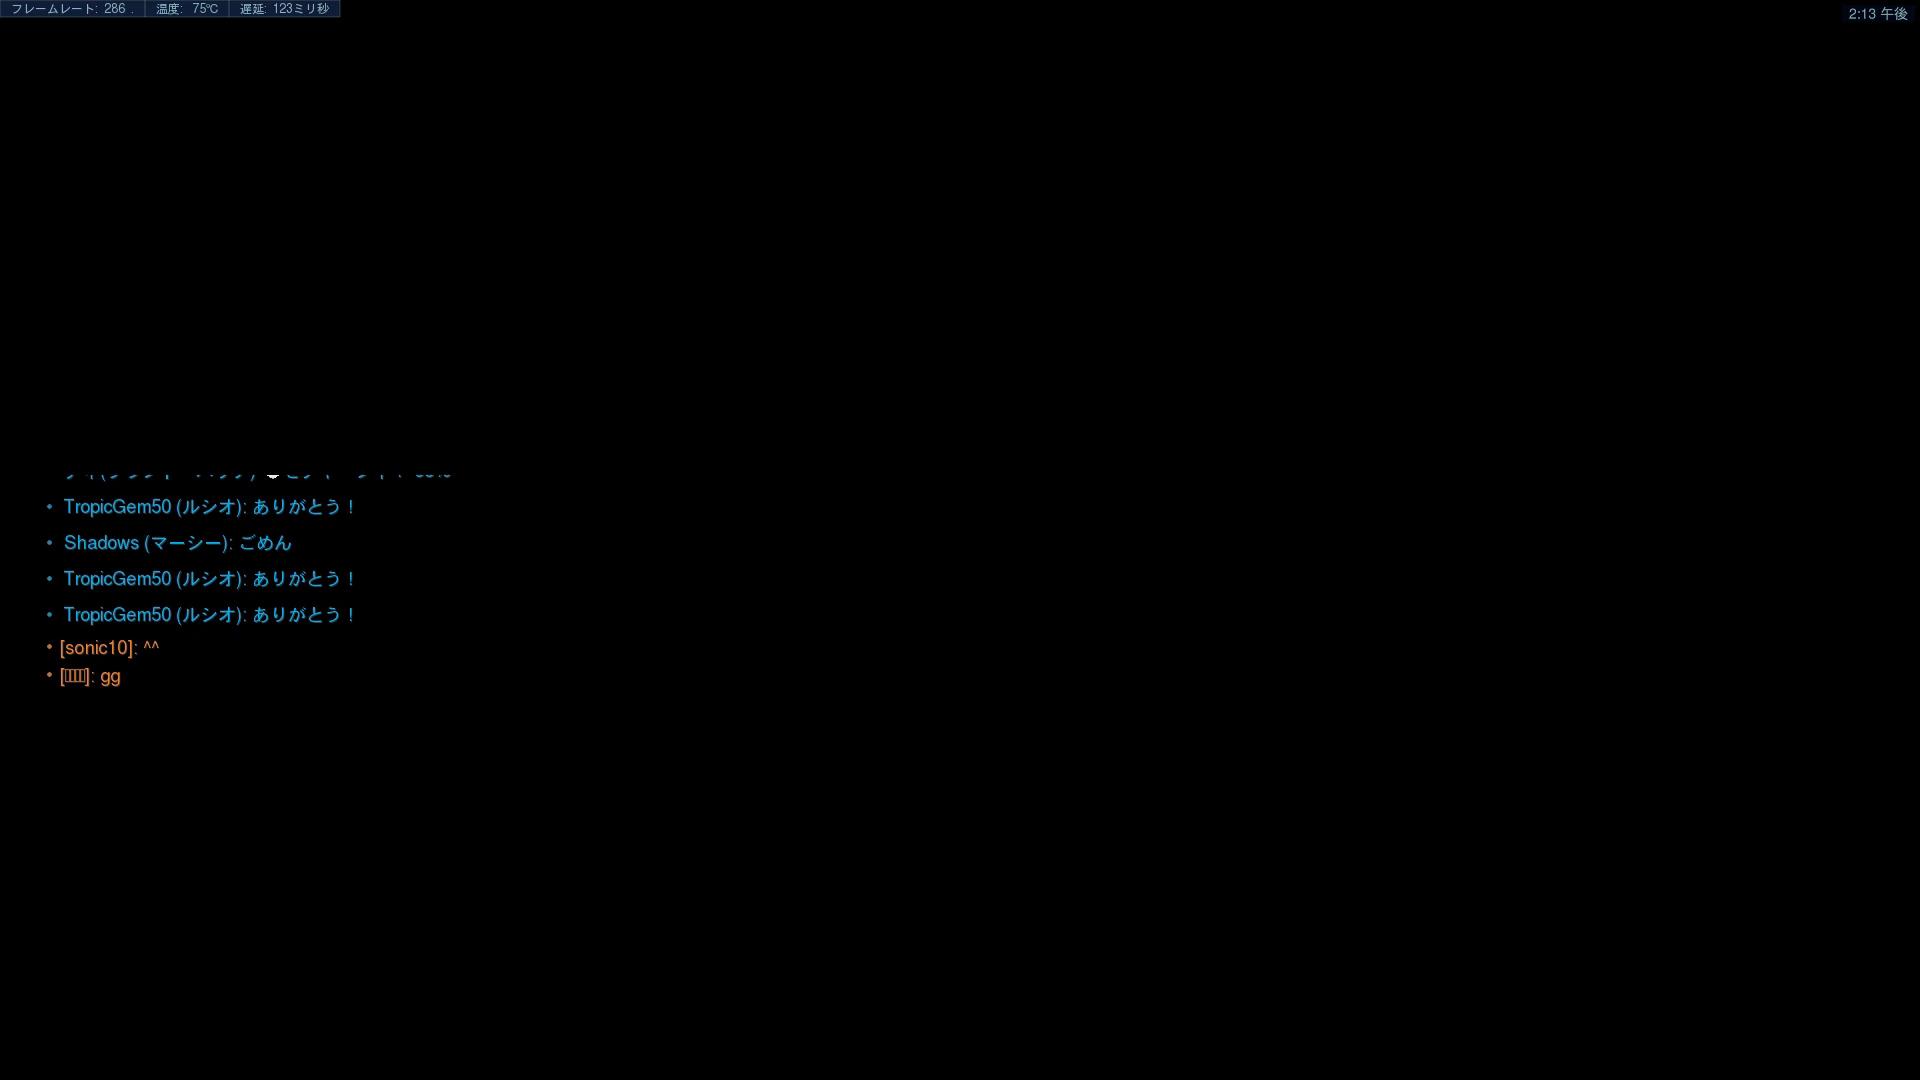 フレームレート: 286 . 温度: 75ºC 遅延: 123ミリ秒
2:13 午後
• TropicGem50 (ルシオ): ありがとう！
• Shadows (マーシー): ごめん
• TropicGem50 (ルシオ): ありがとう！
• TropicGem50 (ルシオ): ありがとう！
• [sonic10]: ^^
• []: gg